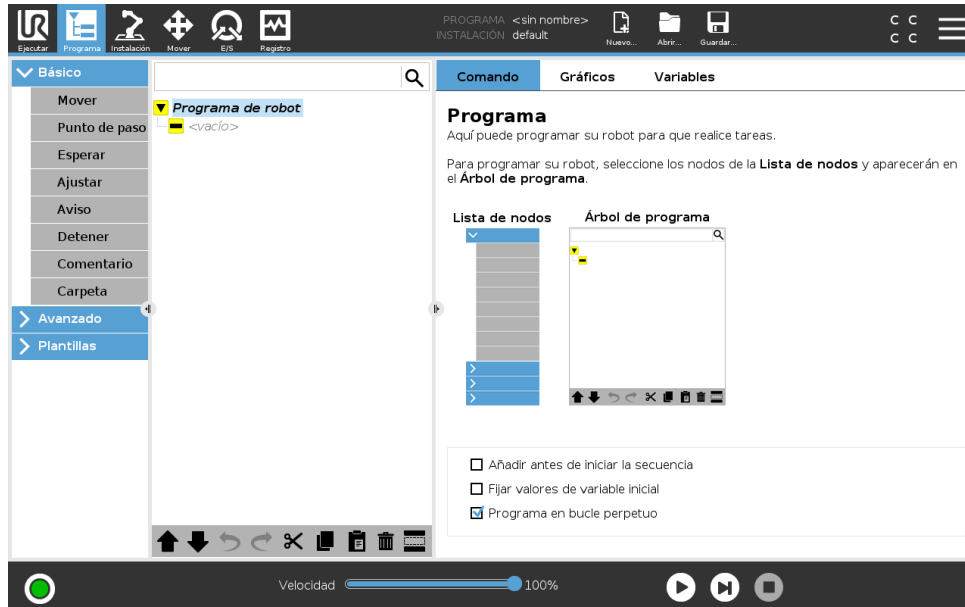 PROGRAMA <sin nombre>
INSTALACIÓN default
UR
Ejecutar Programa Instalación Mover E/S Registro
Nuevo... Abrir... Guardar...
C C
C C
Básico
Mover
Punto de paso
Esperar
Ajustar
Aviso
Detener
Comentario
Carpeta
Avanzado
Plantillas
Programa de robot
<vacío>
Comando Gráficos Variables
Programa
Aquí puede programar su robot para que realice tareas.
Para programar su robot, seleccione los nodos de la Lista de nodos y aparecerán en
el Árbol de programa.
Lista de nodos Árbol de programa
Añadir antes de iniciar la secuencia
Fijar valores de variable inicial
Programa en bucle perpetuo
Velocidad 100%